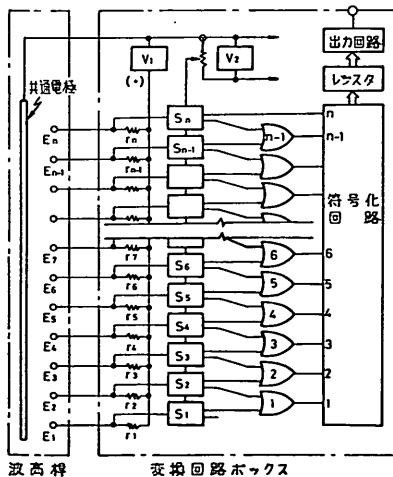 出力回路
レジスタ
V1
V2
(+)
共通電極
En
rn
Sn
n
En-1
rn-1
Sn-1
n-1
n-1
符号化
回路
E7
r7
6
6
E6
r6
S6
5
5
E5
r5
S5
4
4
E4
r4
S4
3
3
E3
r3
S3
2
2
E2
r2
S2
1
1
E1
r1
S1
波高桿
変換回路ボックス